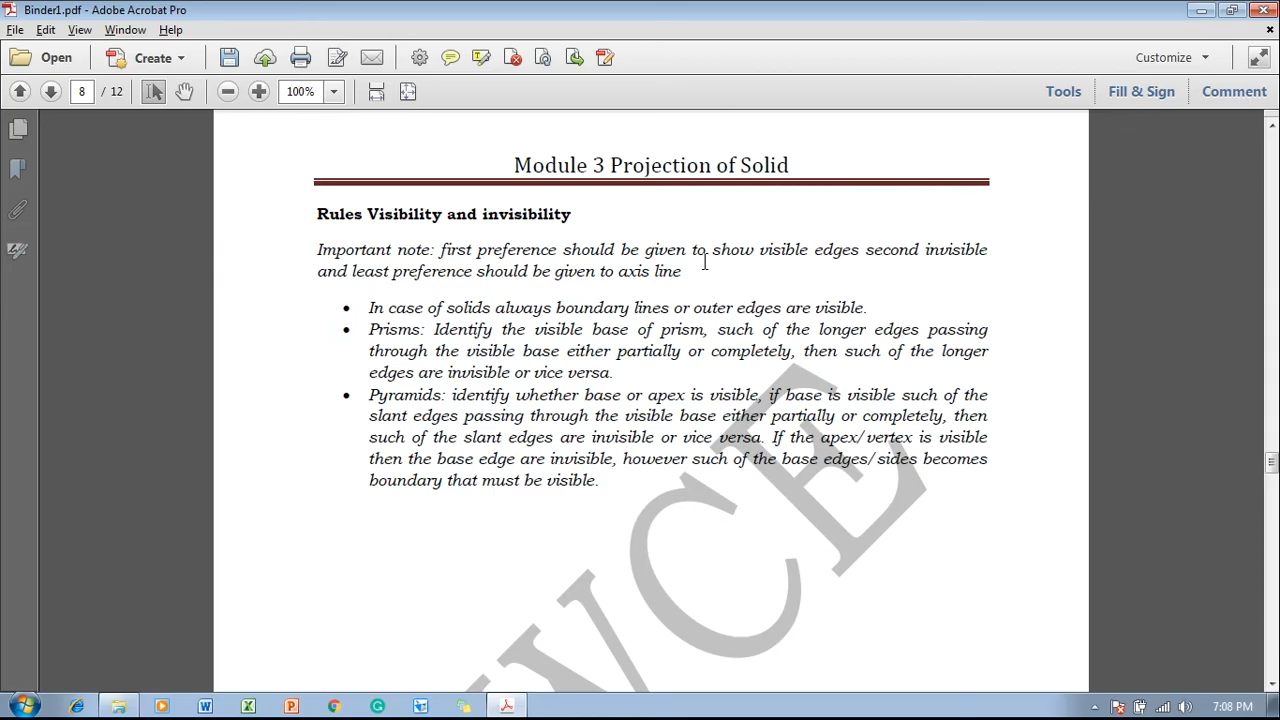 Binder1.pdf - Adobe Acrobat Pro
File Edit View Window Help
Open Create Customize
8 / 12 100% Tools Fill & Sign Comment
Module 3 Projection of Solid
Rules Visibility and invisibility
Important note: first preference should be given to show visible edges second invisible
and least preference should be given to axis line
• In case of solids always boundary lines or outer edges are visible.
• Prisms: Identify the visible base of prism, such of the longer edges passing
through the visible base either partially or completely, then such of the longer
edges are invisible or vice versa.
• Pyramids: identify whether base or apex is visible, if base is visible such of the
slant edges passing through the visible base either partially or completely, then
such of the slant edges are invisible or vice versa. If the apex/vertex is visible
then the base edge are invisible, however such of the base edges/sides becomes
boundary that must be visible.
VCE
7:08 PM